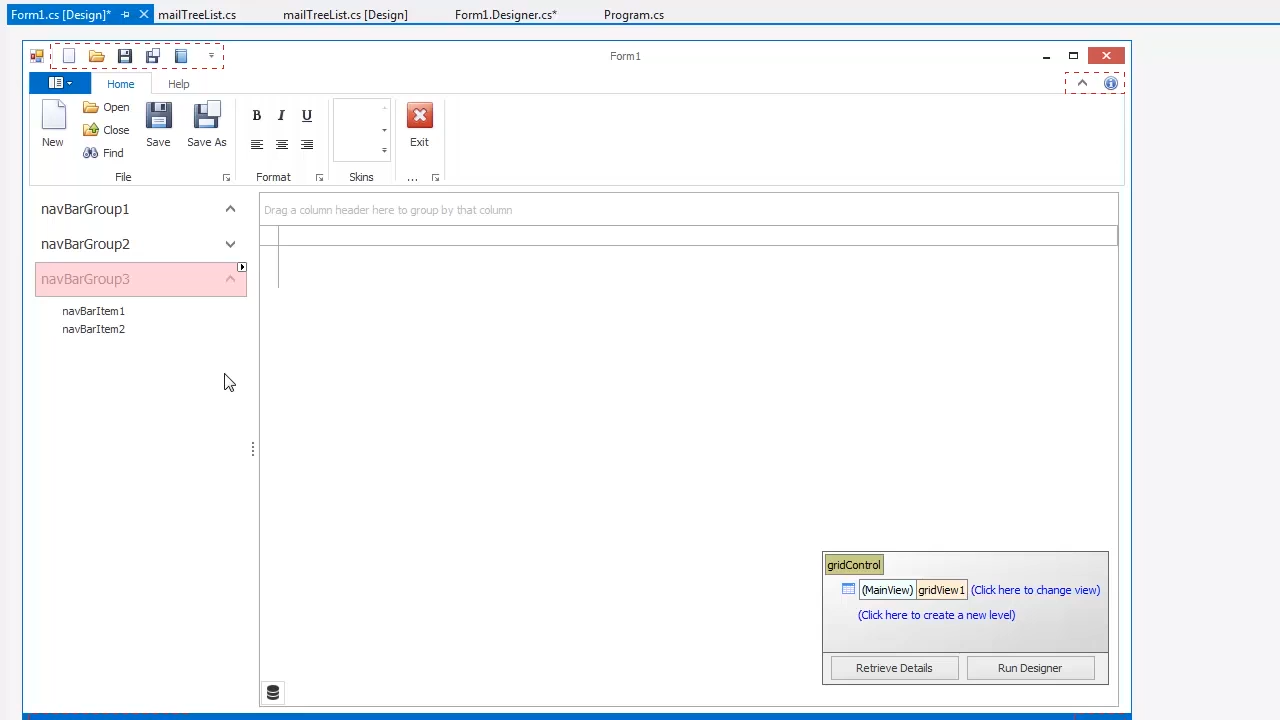 Form1.cs [Design]* mailTreeList.cs mailTreeList.cs [Design] Form1.Designer.cs* Program.cs
Form1
Home Help
New Open Close Find Save Save As B I U Exit
File Format Skins ...
navBarGroup1
Drag a column header here to group by that column
navBarGroup2
navBarGroup3
navBarItem1
navBarItem2
gridControl
(MainView) gridView1 (Click here to change view)
(Click here to create a new level)
Retrieve Details Run Designer